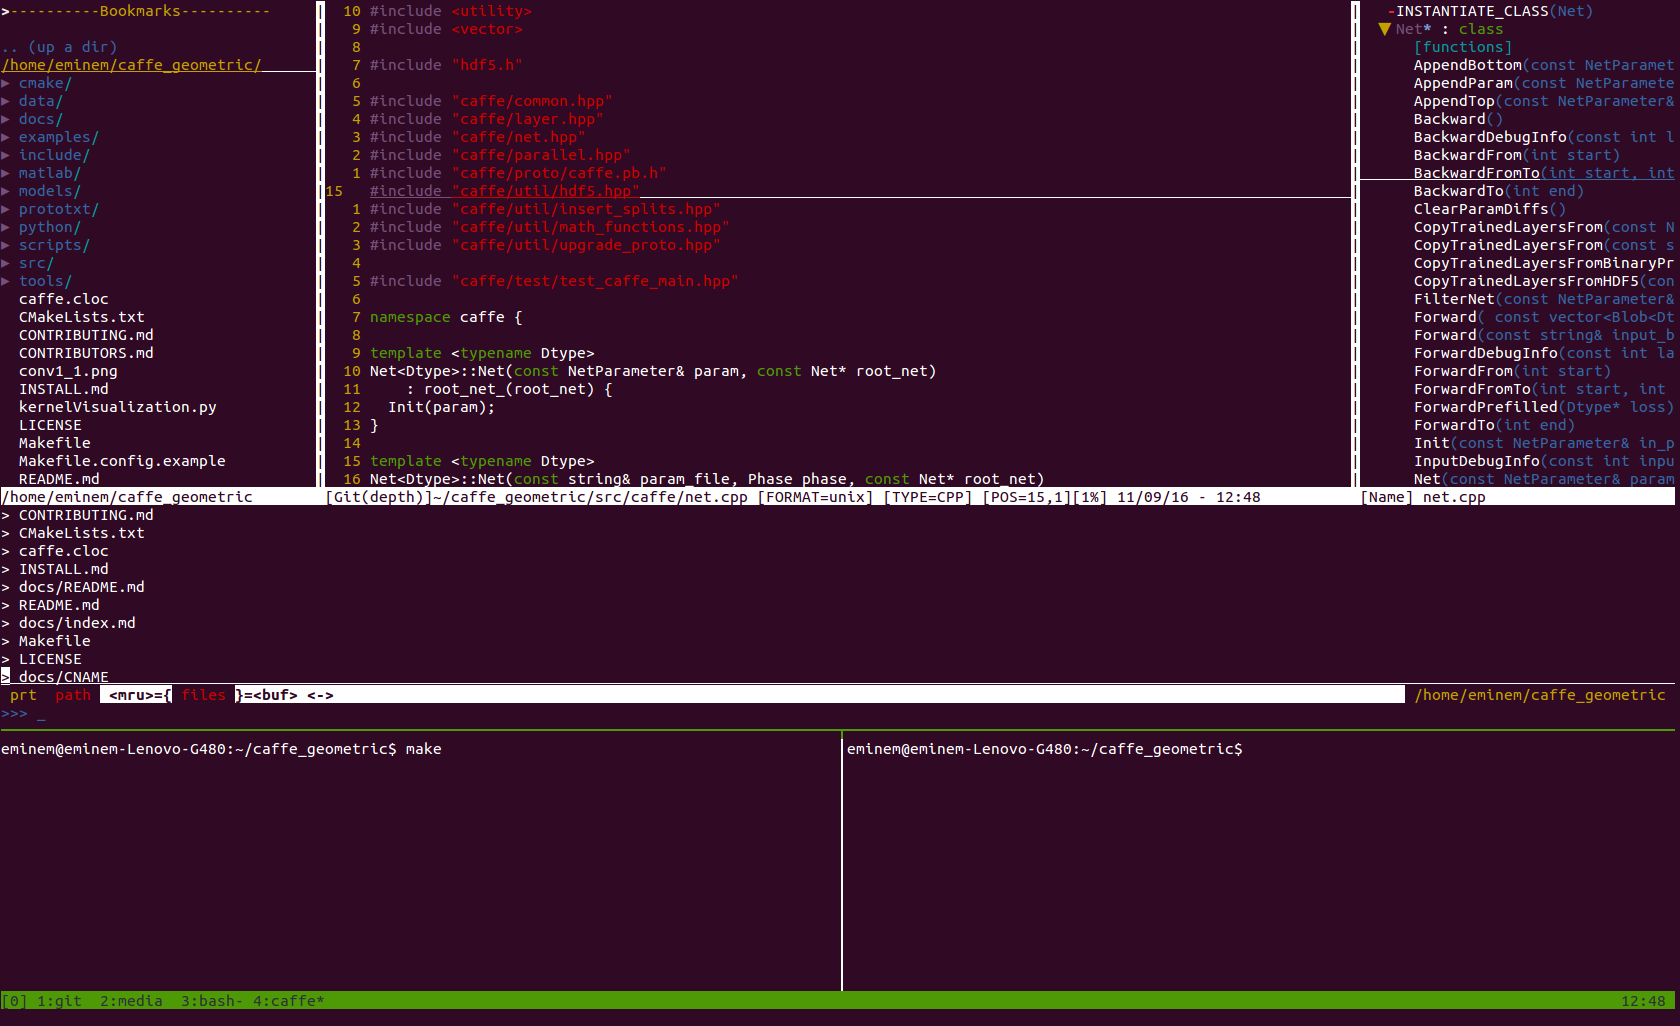 >----------Bookmarks----------
.. (up a dir)
/home/eminem/caffe_geometric/
▸ cmake/
▸ data/
▸ docs/
▸ examples/
▸ include/
▸ matlab/
▸ models/
▸ prototxt/
▸ python/
▸ scripts/
▸ src/
▸ tools/
caffe.cloc
CMakeLists.txt
CONTRIBUTING.md
CONTRIBUTORS.md
conv1_1.png
INSTALL.md
kernelVisualization.py
LICENSE
Makefile
Makefile.config.example
README.md
/home/eminem/caffe_geometric
10 #include <utility>
9 #include <vector>
8
7 #include "hdf5.h"
6
5 #include "caffe/common.hpp"
4 #include "caffe/layer.hpp"
3 #include "caffe/net.hpp"
2 #include "caffe/parallel.hpp"
1 #include "caffe/proto/caffe.pb.h"
15 #include "caffe/util/hdf5.hpp"
1 #include "caffe/util/insert_splits.hpp"
2 #include "caffe/util/math_functions.hpp"
3 #include "caffe/util/upgrade_proto.hpp"
4
5 #include "caffe/test/test_caffe_main.hpp"
6
7 namespace caffe {
8
9 template <typename Dtype>
10 Net<Dtype>::Net(const NetParameter& param, const Net* root_net)
11     : root_net_(root_net) {
12   Init(param);
13 }
14
15 template <typename Dtype>
16 Net<Dtype>::Net(const string& param_file, Phase phase, const Net* root_net)
[Git(depth)]~/caffe_geometric/src/caffe/net.cpp [FORMAT=unix] [TYPE=CPP] [POS=15,1][1%] 11/09/16 - 12:48
-INSTANTIATE_CLASS(Net)
▼ Net* : class
[functions]
AppendBottom(const NetParamet
AppendParam(const NetParamete
AppendTop(const NetParameter&
Backward()
BackwardDebugInfo(const int l
BackwardFrom(int start)
BackwardFromTo(int start, int
BackwardTo(int end)
ClearParamDiffs()
CopyTrainedLayersFrom(const N
CopyTrainedLayersFrom(const s
CopyTrainedLayersFromBinaryPr
CopyTrainedLayersFromHDF5(con
FilterNet(const NetParameter&
Forward( const vector<Blob<Dt
Forward(const string& input_b
ForwardDebugInfo(const int la
ForwardFrom(int start)
ForwardFromTo(int start, int
ForwardPrefilled(Dtype* loss)
ForwardTo(int end)
Init(const NetParameter& in_p
InputDebugInfo(const int inpu
Net(const NetParameter& param
[Name] net.cpp
> CONTRIBUTING.md
> CMakeLists.txt
> caffe.cloc
> INSTALL.md
> docs/README.md
> README.md
> docs/index.md
> Makefile
> LICENSE
> docs/CNAME
prt  path  <mru>={ files }=<buf> <-> /home/eminem/caffe_geometric
>>> _
eminem@eminem-Lenovo-G480:~/caffe_geometric$ make
eminem@eminem-Lenovo-G480:~/caffe_geometric$
[0] 1:git  2:media  3:bash- 4:caffe* 12:48